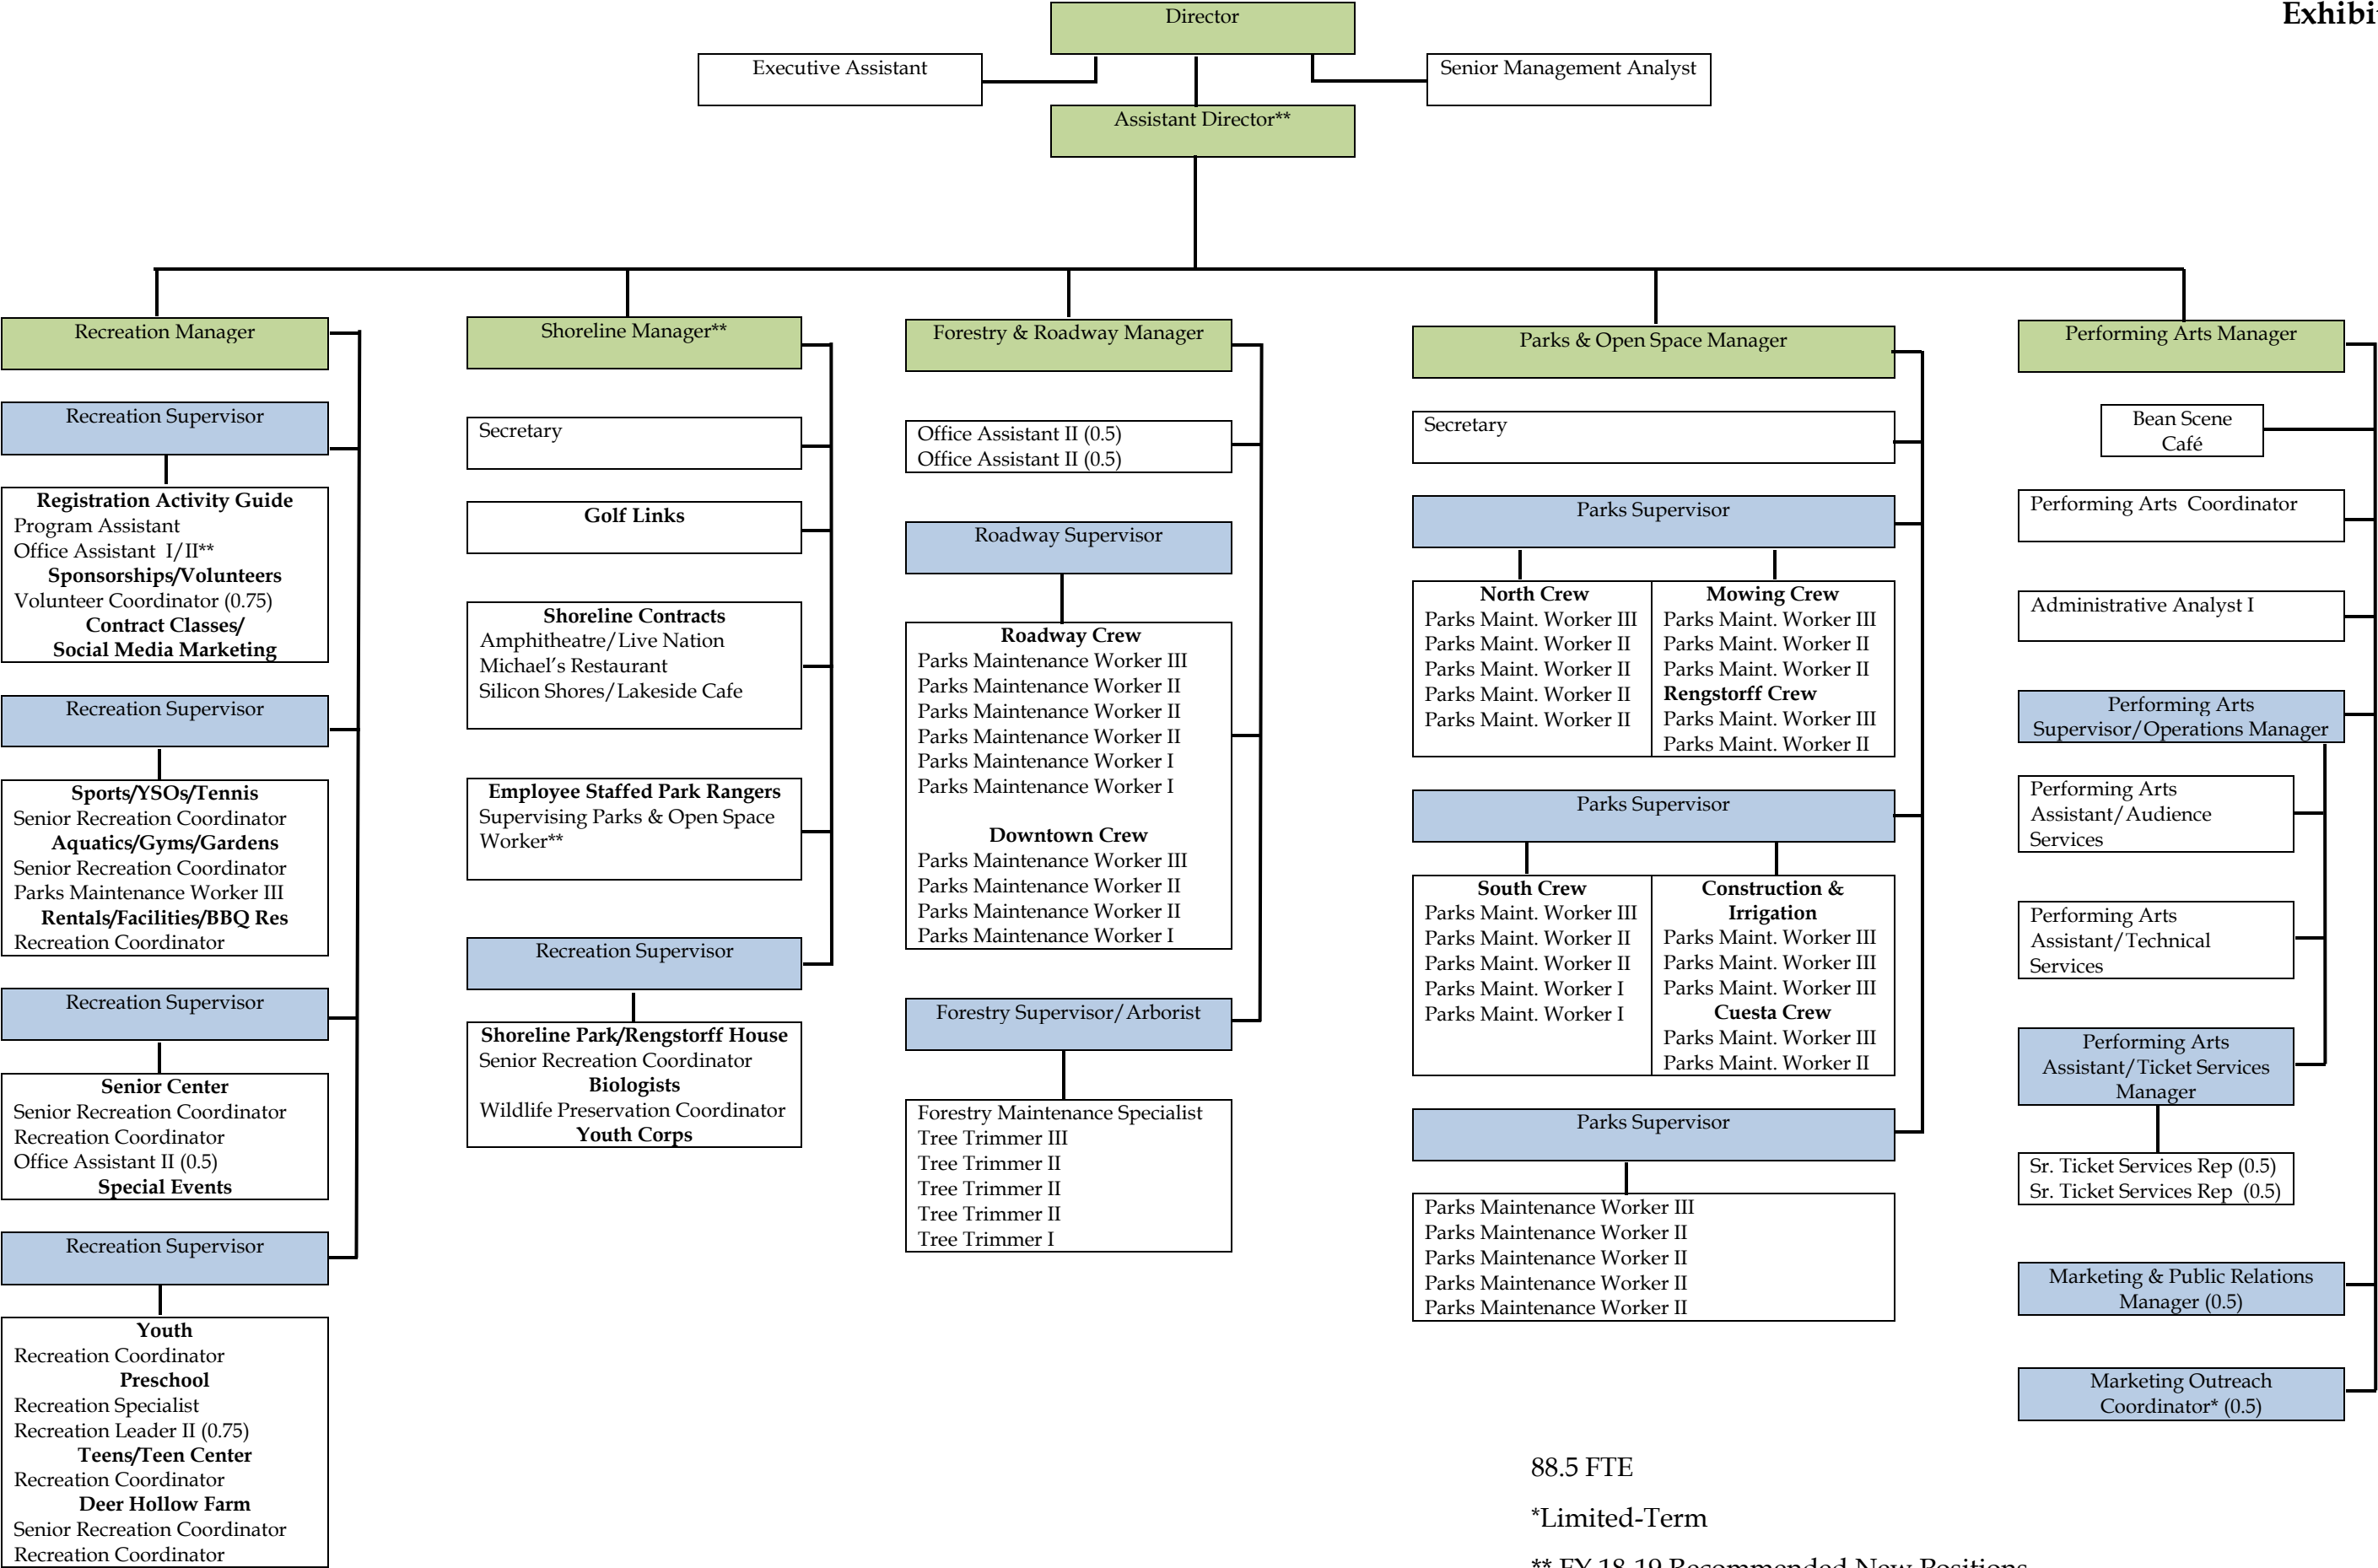 Exhibit
Director
Executive Assistant
Senior Management Analyst
Assistant Director**
Recreation Manager
Recreation Supervisor
Registration Activity Guide
Program Assistant
Office Assistant I/II**
Sponsorships/Volunteers
Volunteer Coordinator (0.75)
Contract Classes/
Social Media Marketing
Recreation Supervisor
Sports/YSOs/Tennis
Senior Recreation Coordinator
Aquatics/Gyms/Gardens
Senior Recreation Coordinator
Parks Maintenance Worker III
Rentals/Facilities/BBQ Res
Recreation Coordinator
Recreation Supervisor
Senior Center
Senior Recreation Coordinator
Recreation Coordinator
Office Assistant II (0.5)
Special Events
Recreation Supervisor
Youth
Recreation Coordinator
Preschool
Recreation Specialist
Recreation Leader II (0.75)
Teens/Teen Center
Recreation Coordinator
Deer Hollow Farm
Senior Recreation Coordinator
Recreation Coordinator
Shoreline Manager**
Secretary
Golf Links
Shoreline Contracts
Amphitheatre/Live Nation
Michael's Restaurant
Silicon Shores/Lakeside Cafe
Employee Staffed Park Rangers
Supervising Parks & Open Space
Worker**
Recreation Supervisor
Shoreline Park/Rengstorff House
Senior Recreation Coordinator
Biologists
Wildlife Preservation Coordinator
Youth Corps
Forestry & Roadway Manager
Office Assistant II (0.5)
Office Assistant II (0.5)
Roadway Supervisor
Roadway Crew
Parks Maintenance Worker III
Parks Maintenance Worker II
Parks Maintenance Worker II
Parks Maintenance Worker II
Parks Maintenance Worker I
Parks Maintenance Worker I
Downtown Crew
Parks Maintenance Worker III
Parks Maintenance Worker II
Parks Maintenance Worker II
Parks Maintenance Worker I
Forestry Supervisor/Arborist
Forestry Maintenance Specialist
Tree Trimmer III
Tree Trimmer II
Tree Trimmer II
Tree Trimmer II
Tree Trimmer I
Parks & Open Space Manager
Secretary
Parks Supervisor
North Crew
Parks Maint. Worker III
Parks Maint. Worker II
Parks Maint. Worker II
Parks Maint. Worker II
Parks Maint. Worker II
Mowing Crew
Parks Maint. Worker III
Parks Maint. Worker II
Parks Maint. Worker II
Rengstorff Crew
Parks Maint. Worker III
Parks Maint. Worker II
Parks Supervisor
South Crew
Parks Maint. Worker III
Parks Maint. Worker II
Parks Maint. Worker II
Parks Maint. Worker I
Parks Maint. Worker I
Construction &
Irrigation
Parks Maint. Worker III
Parks Maint. Worker III
Parks Maint. Worker III
Cuesta Crew
Parks Maint. Worker III
Parks Maint. Worker II
Parks Supervisor
Parks Maintenance Worker III
Parks Maintenance Worker II
Parks Maintenance Worker II
Parks Maintenance Worker II
Parks Maintenance Worker II
Performing Arts Manager
Bean Scene
Café
Performing Arts Coordinator
Administrative Analyst I
Performing Arts
Supervisor/Operations Manager
Performing Arts
Assistant/Audience
Services
Performing Arts
Assistant/Technical
Services
Performing Arts
Assistant/Ticket Services
Manager
Sr. Ticket Services Rep (0.5)
Sr. Ticket Services Rep (0.5)
Marketing & Public Relations
Manager (0.5)
Marketing Outreach
Coordinator* (0.5)
88.5 FTE
*Limited-Term
** FY 18-19 Recommended New Positions